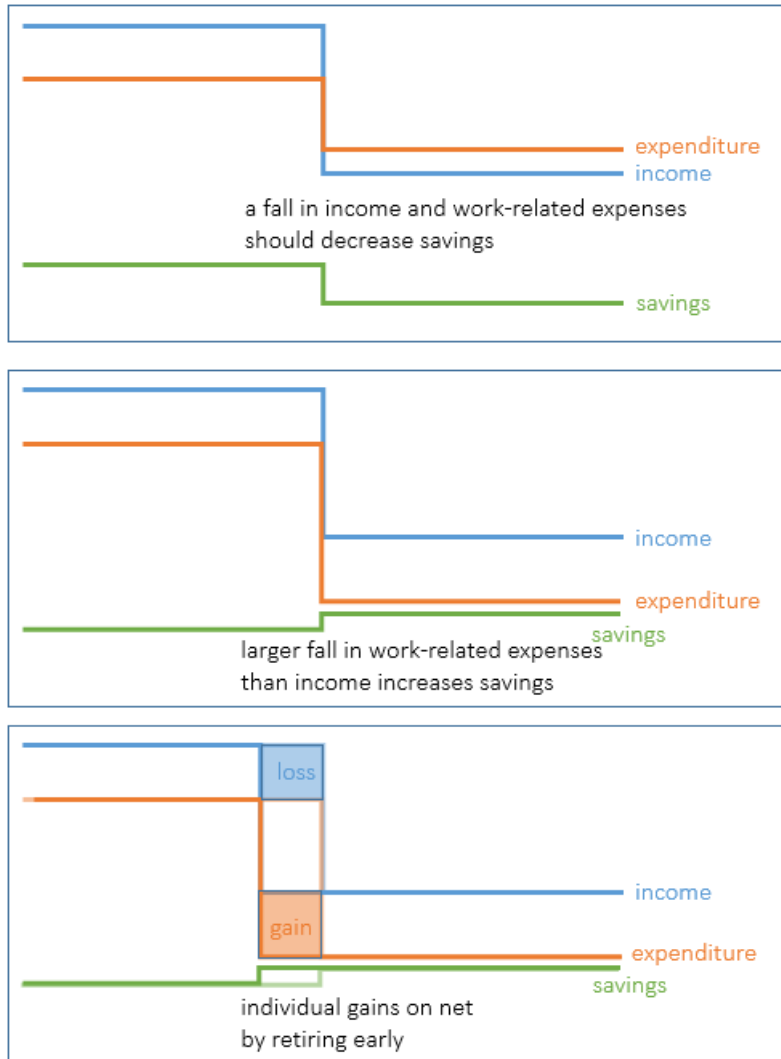 expenditure
income
a fall in income and work-related expenses
should decrease savings
savings
income
expenditure
savings
larger fall in work-related expenses
than income increases savings
loss
income
gain
expenditure
savings
individual gains on net
by retiring early